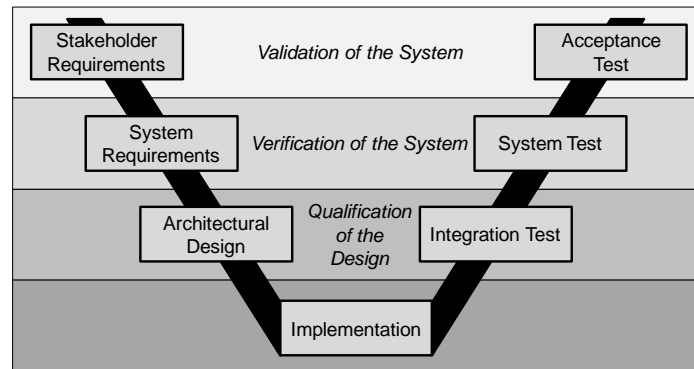 Stakeholder
Requirements
Validation of the System
Acceptance
Test
System
Requirements
Verification of the System
System Test
Architectural
Design
Qualification
of the
Design
Integration Test
Implementation